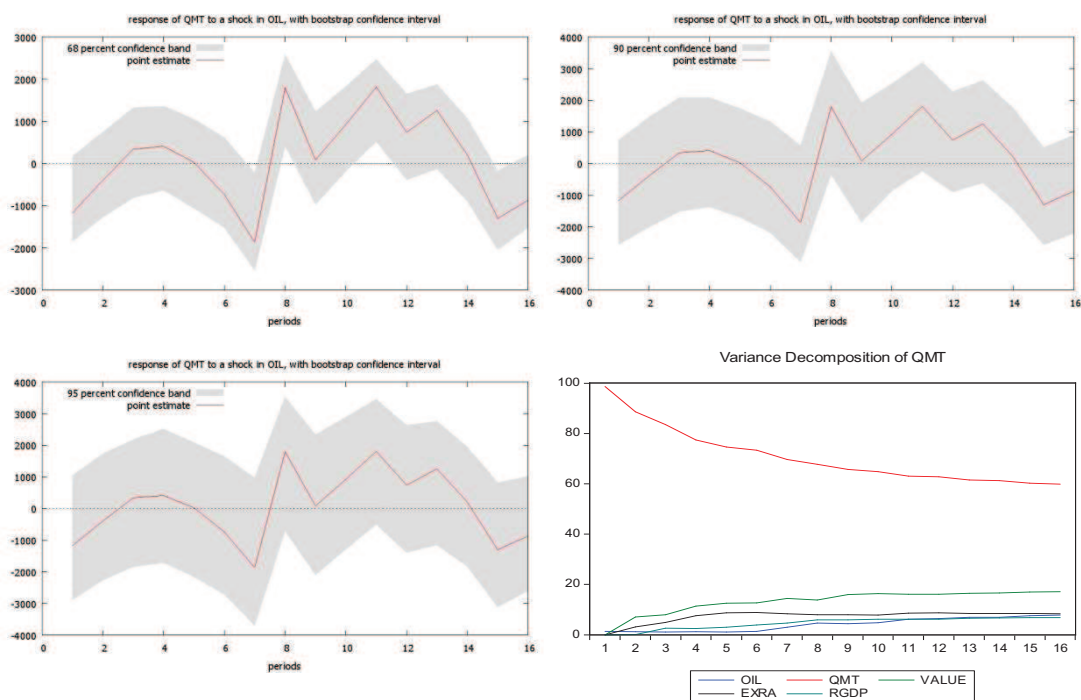 response of QMT to a shock in OIL, with bootstrap confidence interval
68 percent confidence band
point estimate
3000
2000
1000
0
-1000
-2000
-3000
0 2 4 6 8 10 12 14 16
periods
response of QMT to a shock in OIL, with bootstrap confidence interval
90 percent confidence band
point estimate
4000
3000
2000
1000
0
-1000
-2000
-3000
-4000
0 2 4 6 8 10 12 14 16
periods
response of QMT to a shock in OIL, with bootstrap confidence interval
95 percent confidence band
point estimate
4000
3000
2000
1000
0
-1000
-2000
-3000
-4000
0 2 4 6 8 10 12 14 16
periods
Variance Decomposition of QMT
100
80
60
40
20
0
1 2 3 4 5 6 7 8 9 10 11 12 13 14 15 16
OIL QMT VALUE
EXRA RGDP